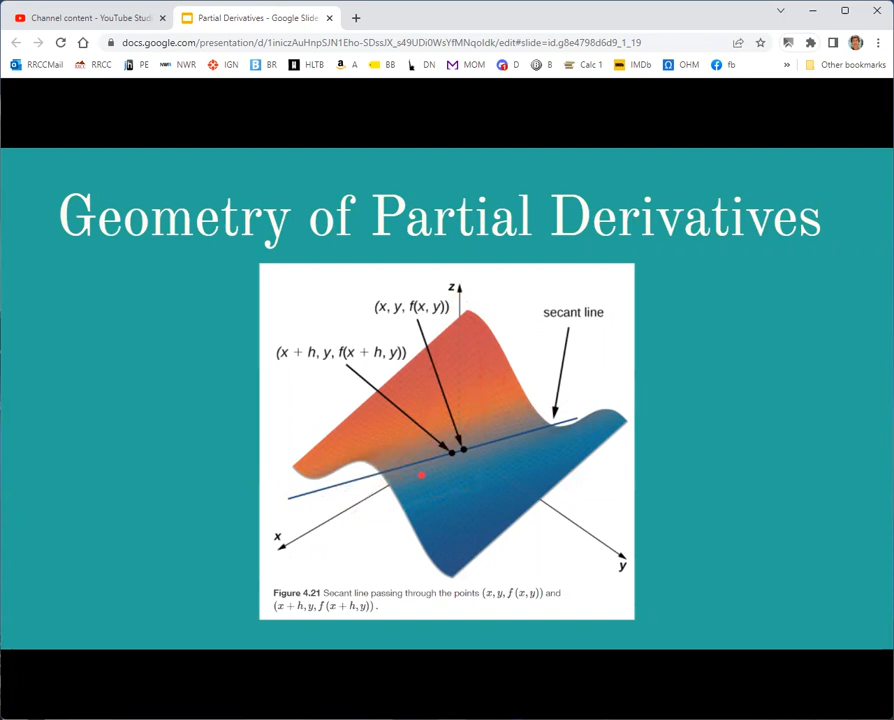 Channel content - YouTube Studi
Partial Derivatives - Google Slide
docs.google.com/presentation/d/1iniczAuHnpSJN1Eho-SDssJX_s49UDi0WsYfMNqoIdk/edit#slide=id.g8e4798d6d9_1_19
RRCCMail RRCC PE NWR IGN BR HLTB A BB DN MOM D B Calc 1 IMDb OHM fb » Other bookmarks
Geometry of Partial Derivatives
z
(x, y, f(x, y))
secant line
(x + h, y, f(x + h, y))
x
y
Figure 4.21 Secant line passing through the points (x, y, f (x, y)) and
(x + h, y, f (x + h, y)) .